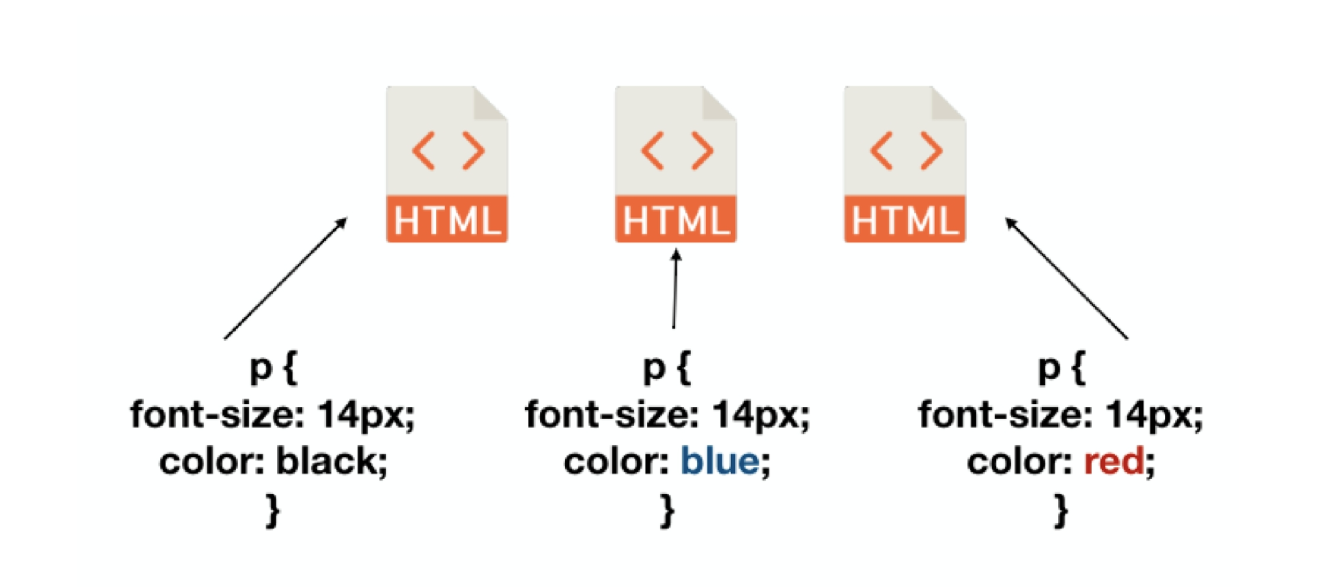 < >
HTML
< >
HTML
< >
HTML
p {
font-size: 14px;
color: black;
}
p {
font-size: 14px;
color: blue;
}
p {
font-size: 14px;
color: red;
}